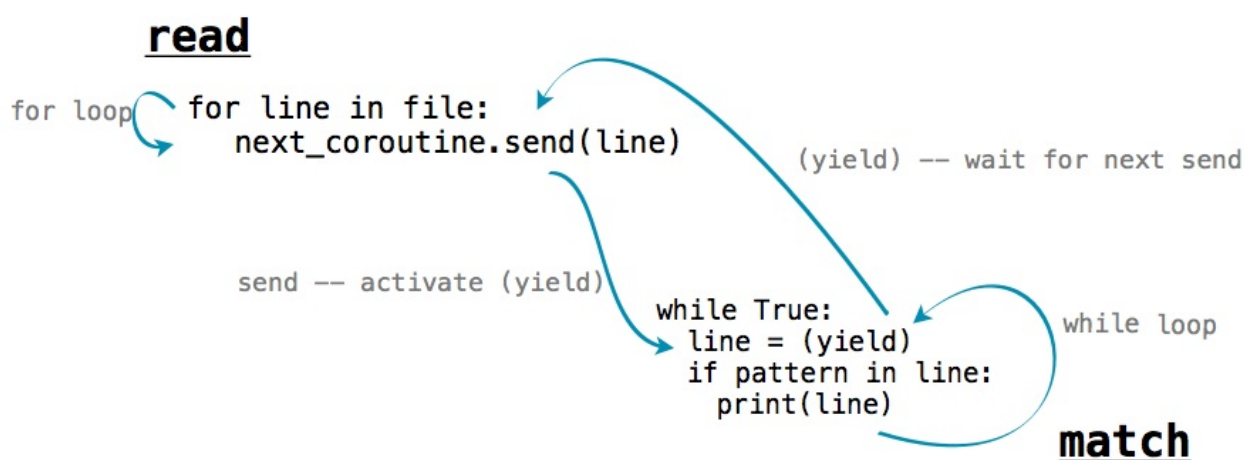 read
for loop
for line in file:
next_coroutine.send(line)
(yield) -- wait for next send
send -- activate (yield)
while True:
line = (yield)
if pattern in line:
print(line)
while loop
match